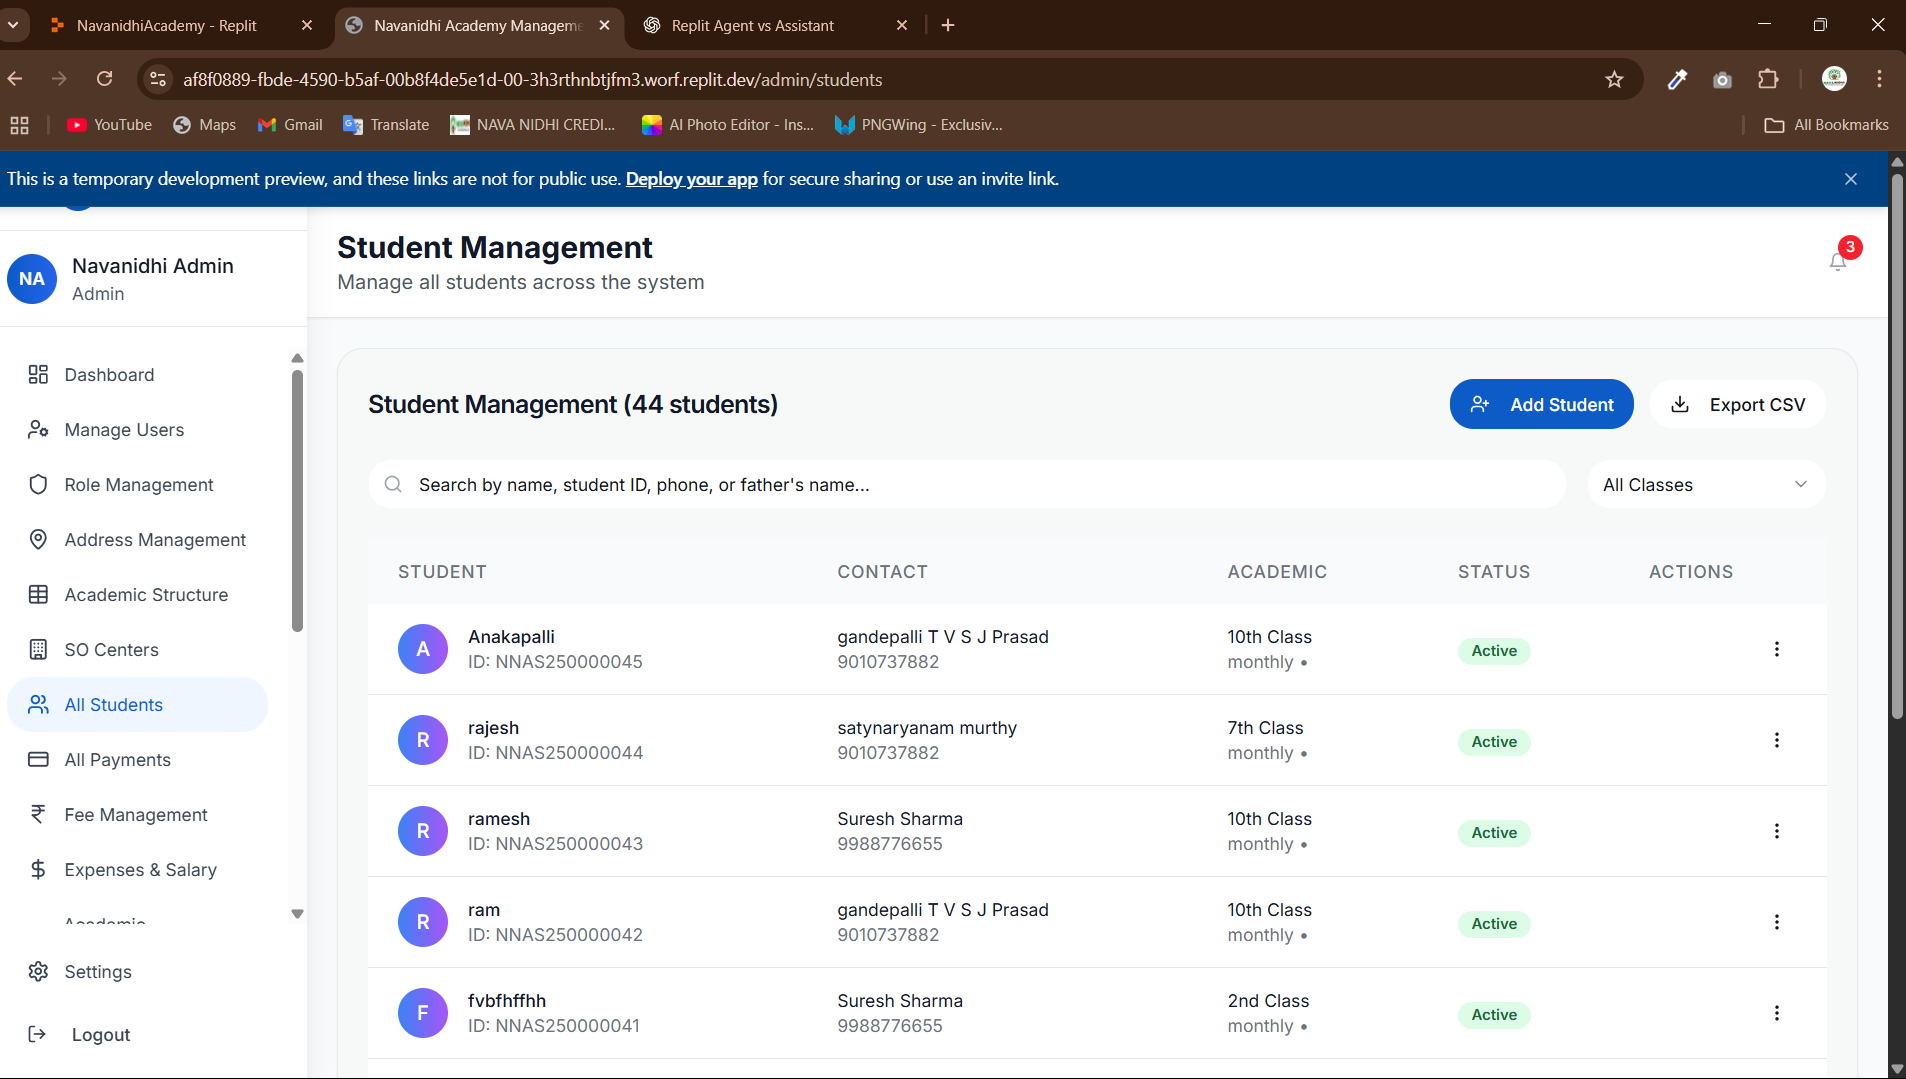 NavanidhiAcademy - Replit
Navanidhi Academy Manageme
Replit Agent vs Assistant
af8f0889-fbde-4590-b5af-00b8f4de5e1d-00-3h3rthnbtjfm3.worf.replit.dev/admin/students
YouTube
Maps
Gmail
Translate
NAVA NIDHI CREDI...
AI Photo Editor - Ins...
PNGWing - Exclusiv...
All Bookmarks
This is a temporary development preview, and these links are not for public use. Deploy your app for secure sharing or use an invite link.
NA
Navanidhi Admin
Admin
Dashboard
Manage Users
Role Management
Address Management
Academic Structure
SO Centers
All Students
All Payments
Fee Management
Expenses & Salary
Academic
Settings
Logout
Student Management
Manage all students across the system
3
Student Management (44 students)
Add Student
Export CSV
Search by name, student ID, phone, or father's name...
All Classes
STUDENT CONTACT ACADEMIC STATUS ACTIONS
A
Anakapalli
ID: NNAS250000045
gandepalli T V S J Prasad
9010737882
10th Class
monthly •
Active
R
rajesh
ID: NNAS250000044
satynaryanam murthy
9010737882
7th Class
monthly •
Active
R
ramesh
ID: NNAS250000043
Suresh Sharma
9988776655
10th Class
monthly •
Active
R
ram
ID: NNAS250000042
gandepalli T V S J Prasad
9010737882
10th Class
monthly •
Active
F
fvbfhffhh
ID: NNAS250000041
Suresh Sharma
9988776655
2nd Class
monthly •
Active